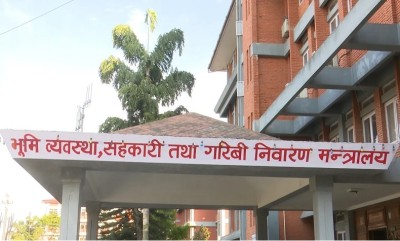 भूमि व्यवस्था,सहकारी तथा गरिबी निवारण मन्त्रालय